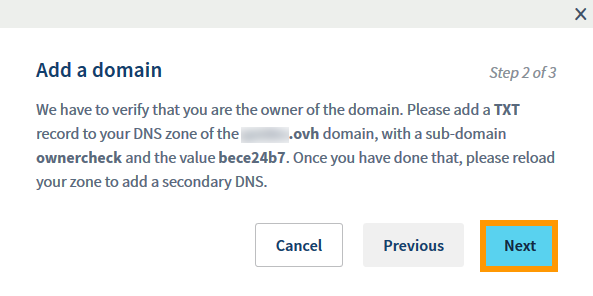 Add a domain
Step 2 of 3
We have to verify that you are the owner of the domain. Please add a TXT
record to your DNS zone of the .ovh domain, with a sub-domain
ownercheck and the value bece24b7. Once you have done that, please reload
your zone to add a secondary DNS.
Cancel
Previous
Next